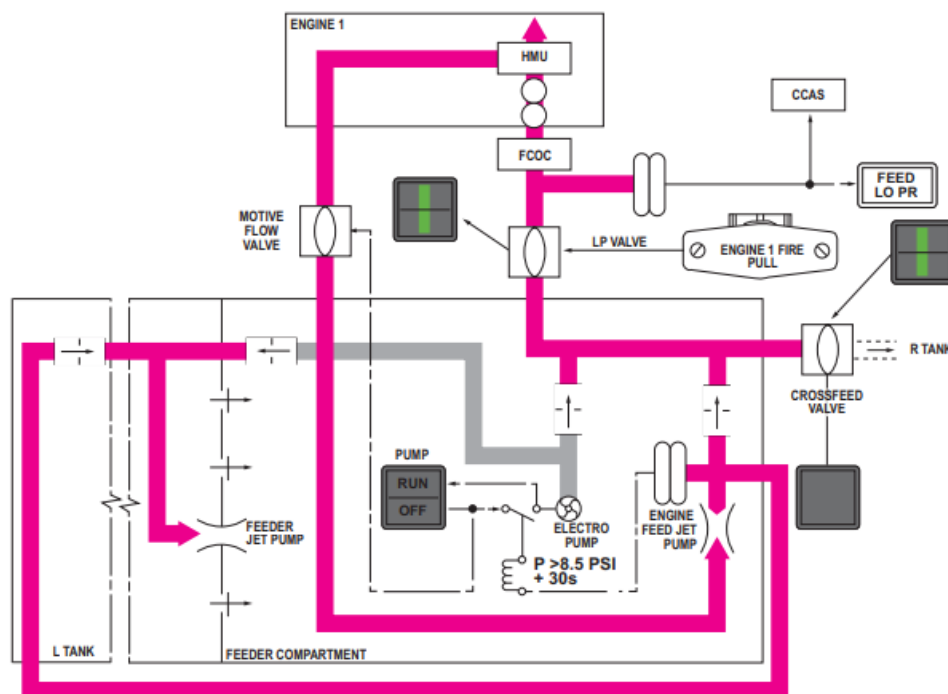 ENGINE 1
HMU
CCAS
FCOC
FEED
LO PR
MOTIVE
FLOW
VALVE
LP VALVE
ENGINE 1 FIRE
PULL
R TANK
CROSSFEED
VALVE
PUMP
RUN
OFF
FEEDER
JET PUMP
ELECTRO
PUMP
ENGINE
FEED JET
PUMP
P >8.5 PSI
+ 30s
L TANK
FEEDER COMPARTMENT